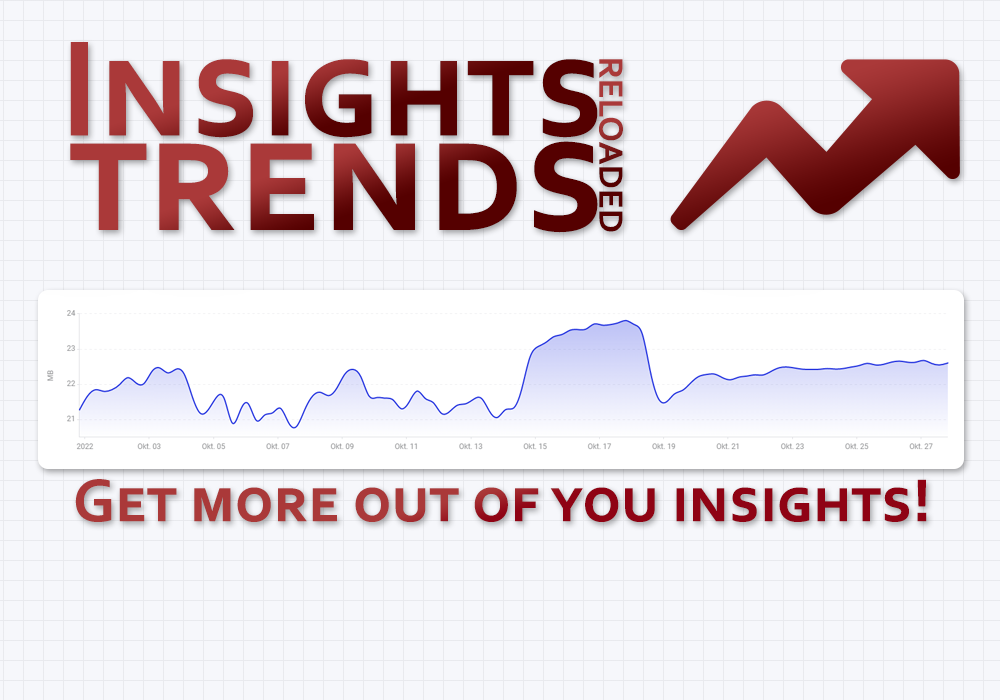 INSIGHTS
TRENDS
RELOADED
24
23
22
21
MB
2022 Okt. 03 Okt. 05 Okt. 07 Okt. 09 Okt. 11 Okt. 13 Okt. 15 Okt. 17 Okt. 19 Okt. 21 Okt. 23 Okt. 25 Okt. 27
GET MORE OUT OF YOU INSIGHTS!